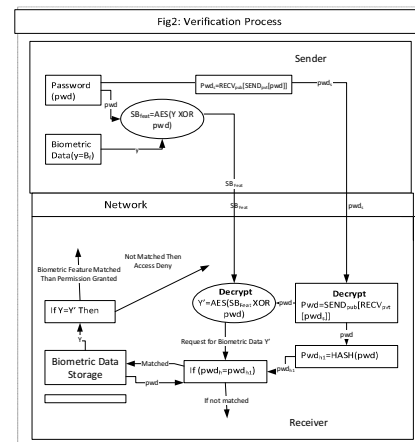 Fig2: Verification Process
Sender
Password
(pwd)
Pwdₛ=RECVpub[SENDpvt[pwd]]
pwdₛ
pwd
SBfeat=AES(Y XOR
pwd)
Biometric
Data(y=Bf)
y
SBfeat
pwdₛ
Network
SBfeat
Not Matched Then
Access Deny
Biometric Feature Matched
Than Permission Granted
Decrypt
Y'=AES(SBFeat XOR
pwd)
pwd
Decrypt
Pwd=SENDpub[RECVpvt
[pwdₛ]]
If Y=Y' Then
Request for Biometric Data Y'
pwd
Y
Biometric Data
Storage
Matched
pwd
If (pwdh=pwdh1)
pwdh1
Pwdh1=HASH(pwd)
If not matched
Receiver